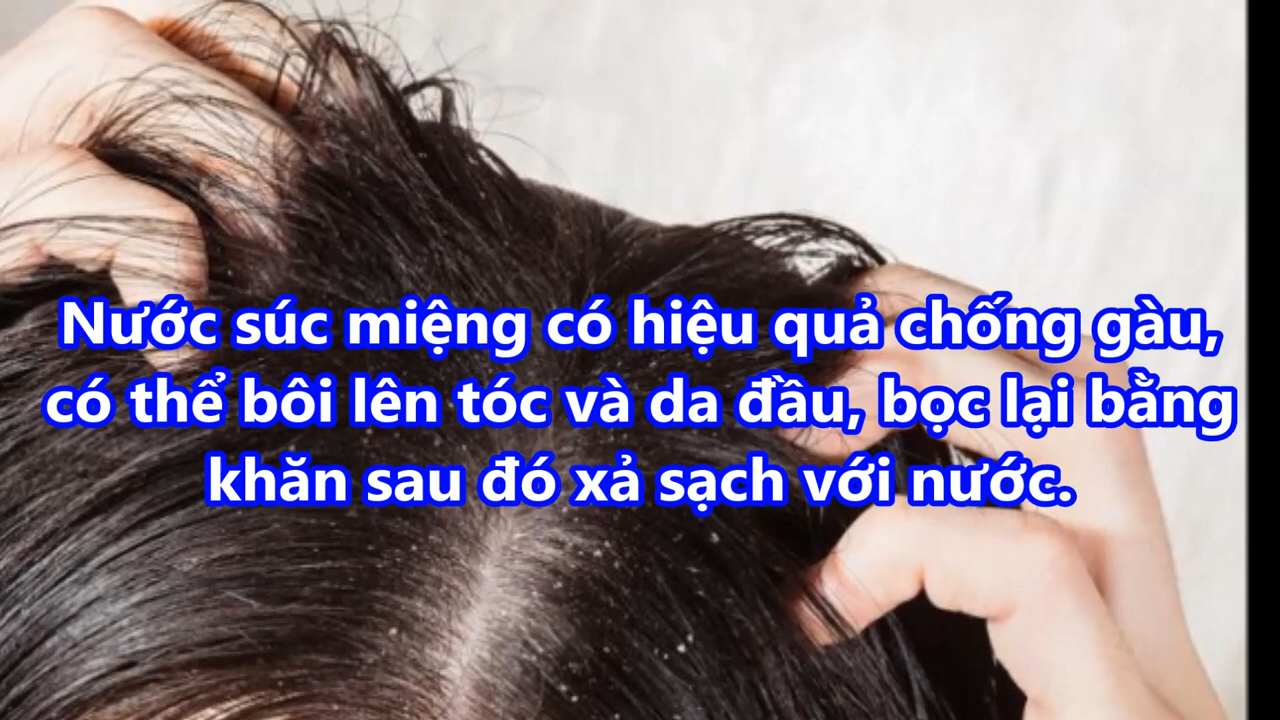 Nước súc miệng có hiệu quả chống gàu,
có thể bôi lên tóc và da đầu, bọc lại bằng
khăn sau đó xả sạch với nước.